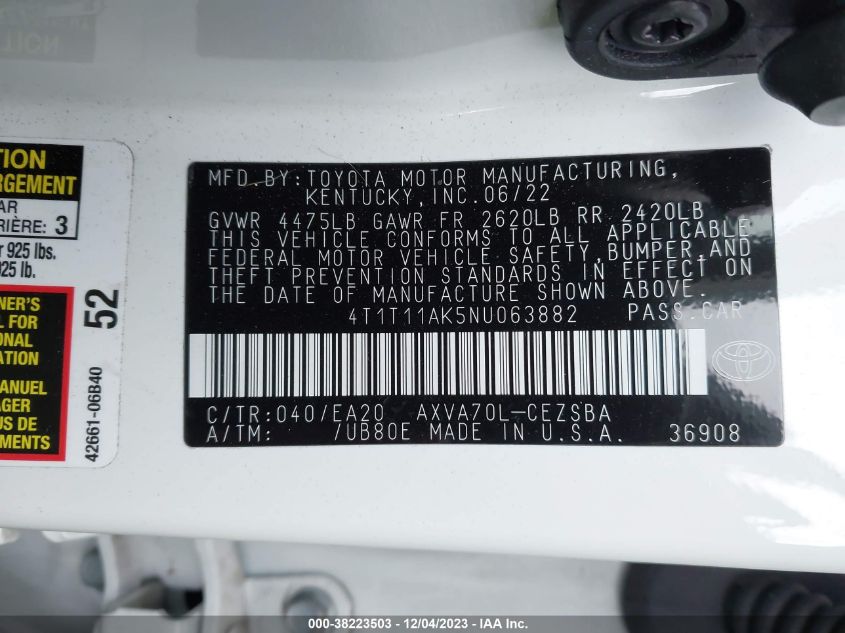 TION
RGEMENT
AR
RIÈRE: 3
r 925 lbs.
925 lb.
NER'S
L FOR
ONAL
ATION
MANUEL
AGER
US DE
MENTS
52
42661-06B40
MFD.BY:TOYOTA MOTOR MANUFACTURING,
KENTUCKY,INC.06/22
GVWR 4475LB GAWR FR 2620LB RR 2420LB
THIS VEHICLE CONFORMS TO ALL APPLICABLE
FEDERAL MOTOR VEHICLE SAFETY,BUMPER,AND
THEFT PREVENTION STANDARDS IN EFFECT ON
THE DATE OF MANUFACTURE SHOWN ABOVE.
4T1T11AK5NU063882 PASS.CAR
C/TR:040/EA20 AXVA70L-CEZSBA
A/TM: /UB80E MADE IN U.S.A. 36908
000-38223503 - 12/04/2023 - IAA Inc.